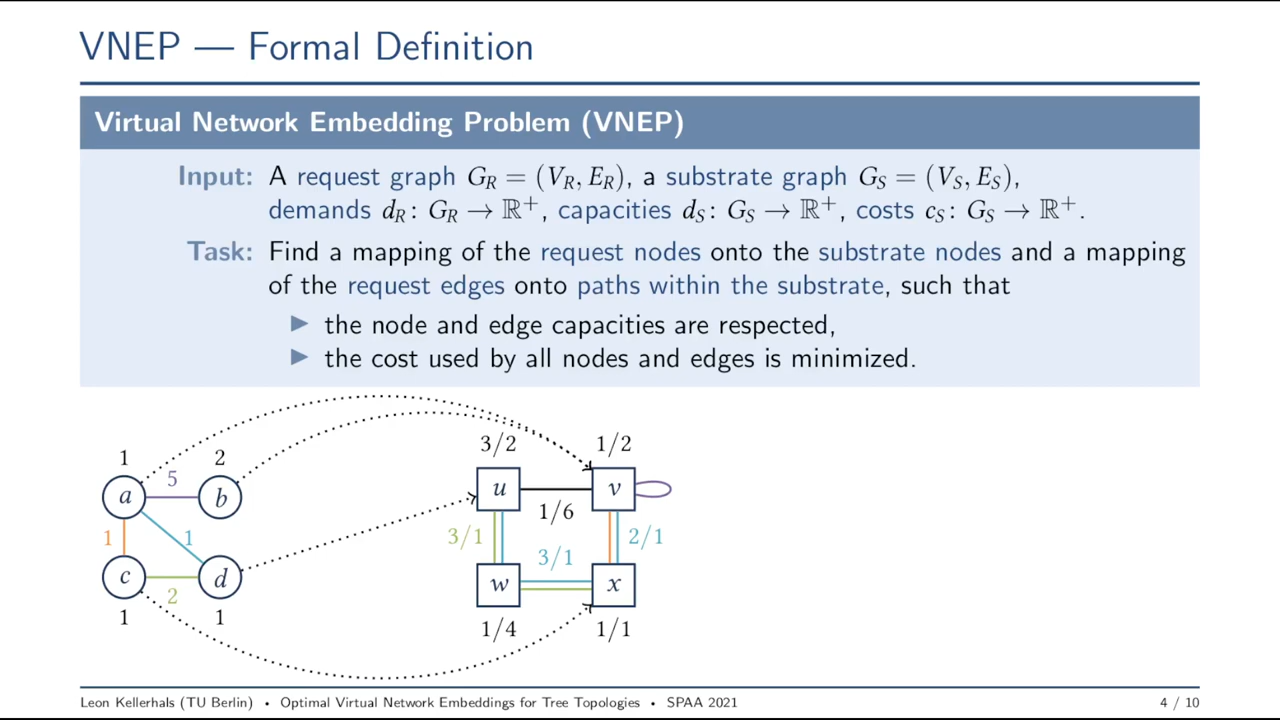 VNEP — Formal Definition
Virtual Network Embedding Problem (VNEP)
Input: A request graph G_R = (V_R, E_R), a substrate graph G_S = (V_S, E_S),
demands d_R : G_R → ℝ⁺, capacities d_S : G_S → ℝ⁺, costs c_S : G_S → ℝ⁺.
Task: Find a mapping of the request nodes onto the substrate nodes and a mapping
of the request edges onto paths within the substrate, such that
▶ the node and edge capacities are respected,
▶ the cost used by all nodes and edges is minimized.
1 2 3/2 1/2
5
a b u v
1/6
1 1 3/1 2/1
3/1
c d w x
2
1 1 1/4 1/1
Leon Kellerhals (TU Berlin) • Optimal Virtual Network Embeddings for Tree Topologies • SPAA 2021 4 / 10